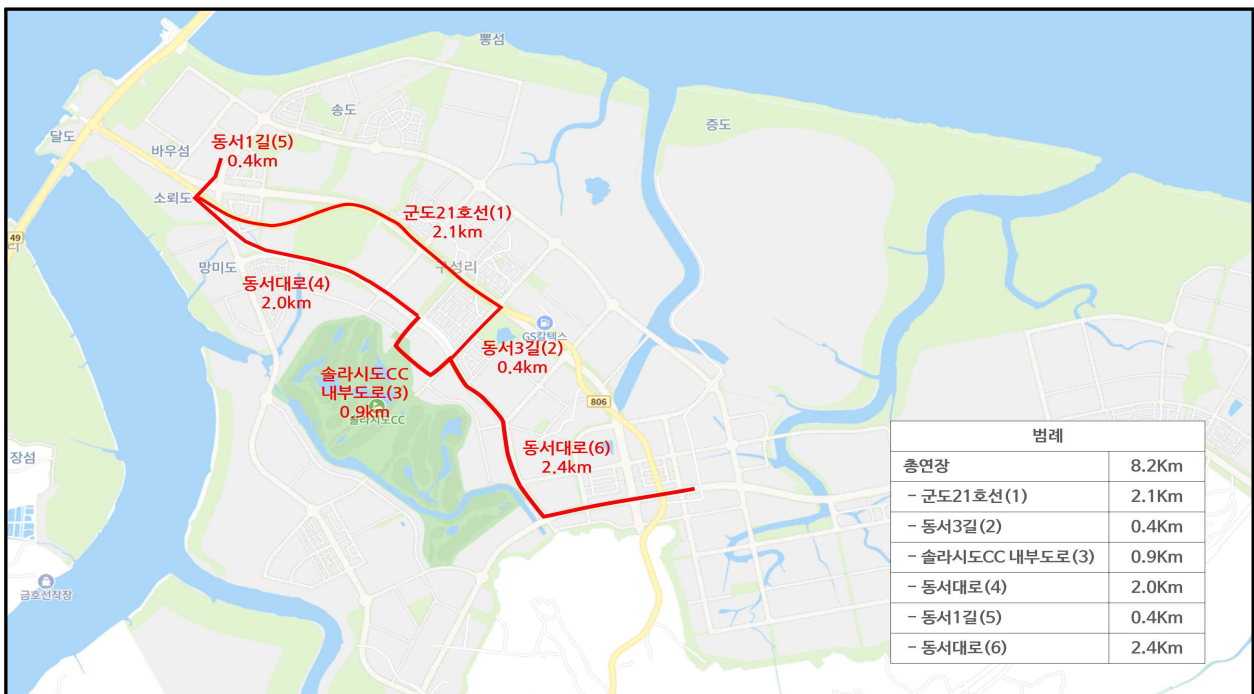 뽕섬
송도
증도
달도
바우섬
동서1길(5)
0.4km
소뢰도
군도21호선(1)
2.1km
49
리
망미도
구성리
동서대로(4)
2.0km
GS칼텍스
동서3길(2)
0.4km
솔라시도CC
내부도로(3)
0.9km
솔라시도CC
806
동서대로(6)
2.4km
장섬
금호선착장
범례
총연장 8.2Km
- 군도21호선(1) 2.1Km
- 동서3길(2) 0.4Km
- 솔라시도CC 내부도로(3) 0.9Km
- 동서대로(4) 2.0Km
- 동서1길(5) 0.4Km
- 동서대로(6) 2.4Km